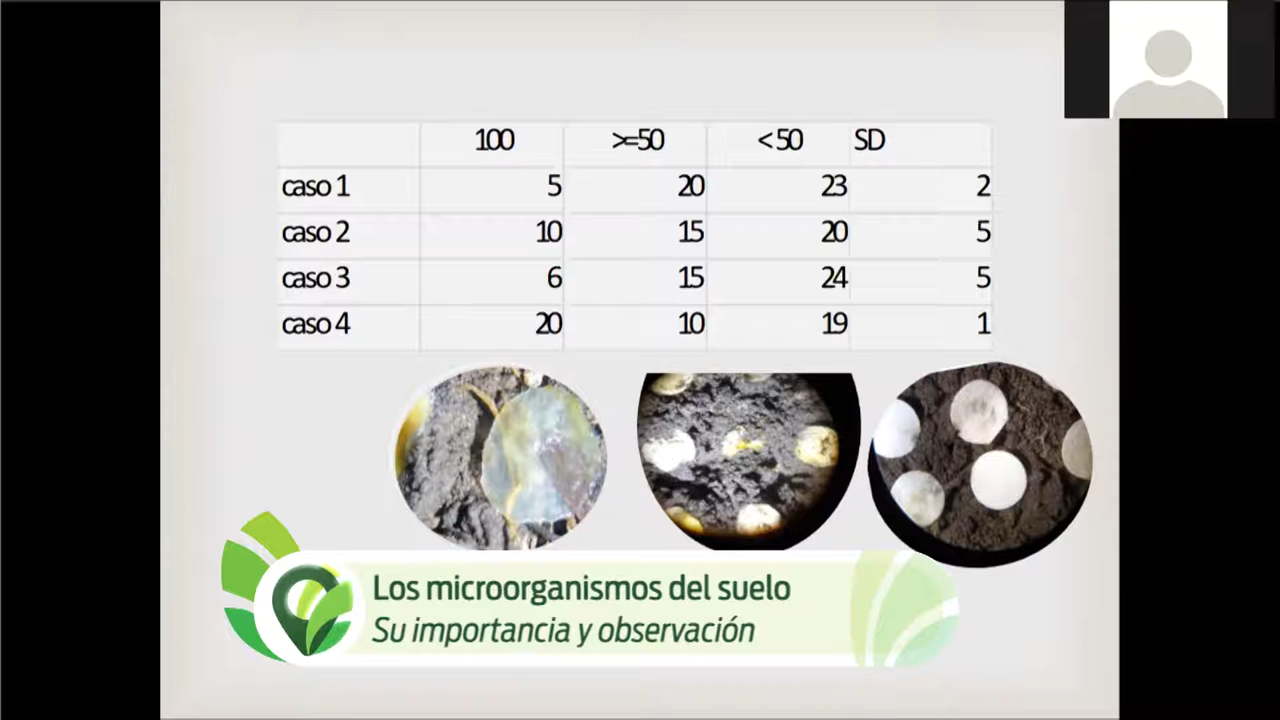 100 >=50 <50 SD
caso 1 5 20 23 2
caso 2 10 15 20 5
caso 3 6 15 24 5
caso 4 20 10 19 1
Los microorganismos del suelo
Su importancia y observación